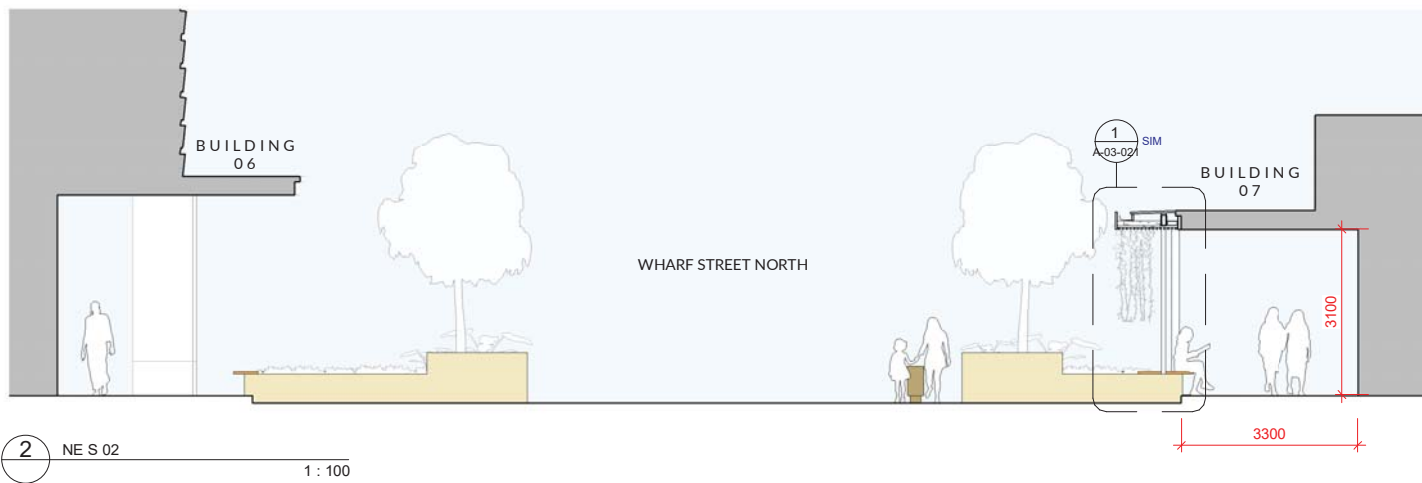 BUILDING
06
1
A-03-021
SIM
BUILDING
07
WHARF STREET NORTH
3100
3300
2
NE S 02
1 : 100